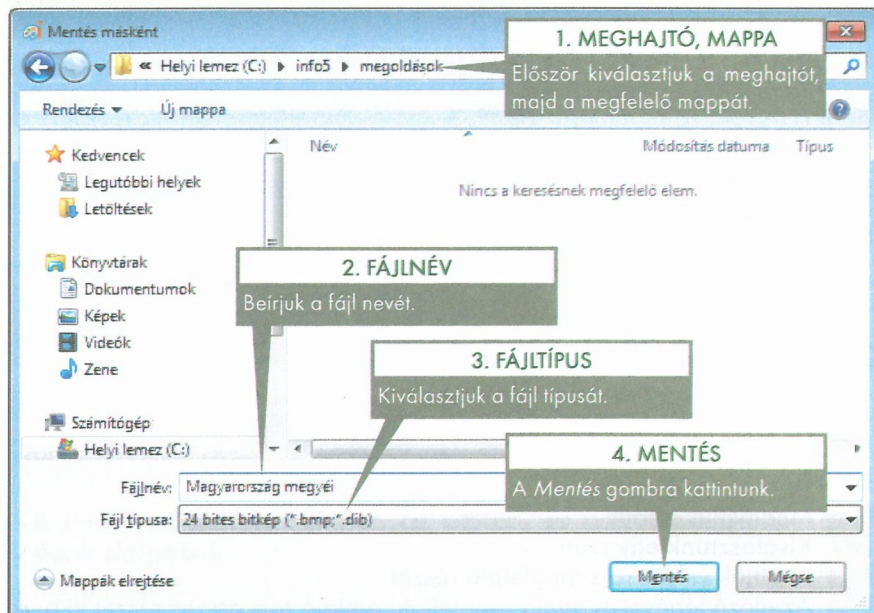 Mentés másként
1. MEGHAJTÓ, MAPPA
« Helyi lemez (C:) ▸ info5 ▸ megoldások
Először kiválasztjuk a meghajtót,
majd a megfelelő mappát.
Rendezés ▾ Új mappa
Név Módosítás dátuma Típus
Nincs a keresésnek megfelelő elem.
Kedvencek
Legutóbbi helyek
Letöltések
Könyvtárak
Dokumentumok
Képek
Videók
Zene
Számítógép
Helyi lemez (C:)
2. FÁJLNÉV
Beírjuk a fájl nevét.
3. FÁJLTÍPUS
Kiválasztjuk a fájl típusát.
4. MENTÉS
A Mentés gombra kattintunk.
Fájlnév: Magyarország megyéi
Fájl típusa: 24 bites bitkép (*.bmp;*.dib)
Mappák elrejtése
Mentés Mégse